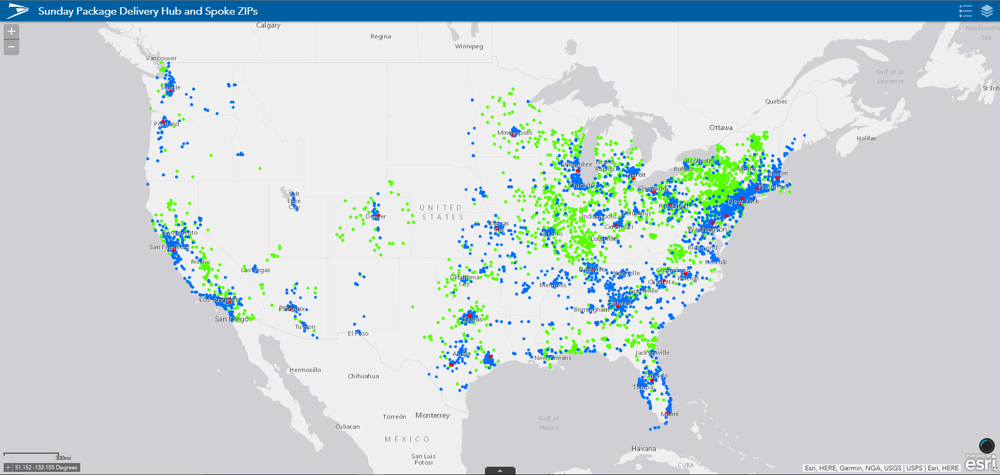 Sunday Package Delivery Hub and Spoke ZIPs
+
−
Calgary
Regina
Winnipeg
Vancouver
Seattle
Portland
Newfoundla
Sea
Gulf of St.
Lawrence
St Joh
Quebec
Ottawa
Halifax
Minneapolis
Milwaukee
Grand
Rapids
Detroit
Chicago
Rochester
Buffalo
Albany
Boston
Providence
Cleveland
New York
Pittsburgh
Salt
Lake
City
Denver
UNITED
STATES
Kansas
City
St Louis
Indianapolis
Columbus
Cincinnati
Louisville
Washington
Richmond
Norfolk
Sacramento
San Francisco
Fresno
Las Vegas
Los Angeles
San Diego
Phoenix
Tucson
El Paso
Oklahoma
City
Dallas
Austin
Memphis
Nashville
Knoxville
Greensboro
Raleigh
Charlotte
Greenville
Atlanta
Birmingham
New Orleans
Jacksonville
Orlando
Tampa
Miami
Hermosillo
Chihuahua
Torreón
Monterrey
Culiacan
MÉXICO
San Luis
Potosi
Gulf of
Mexico
Havana
CUBA
300mi
51.152 -133.155 Degrees
Esri, HERE, Garmin, NGA, USGS | USPS | Esri, HERE
POWERED BY
esri